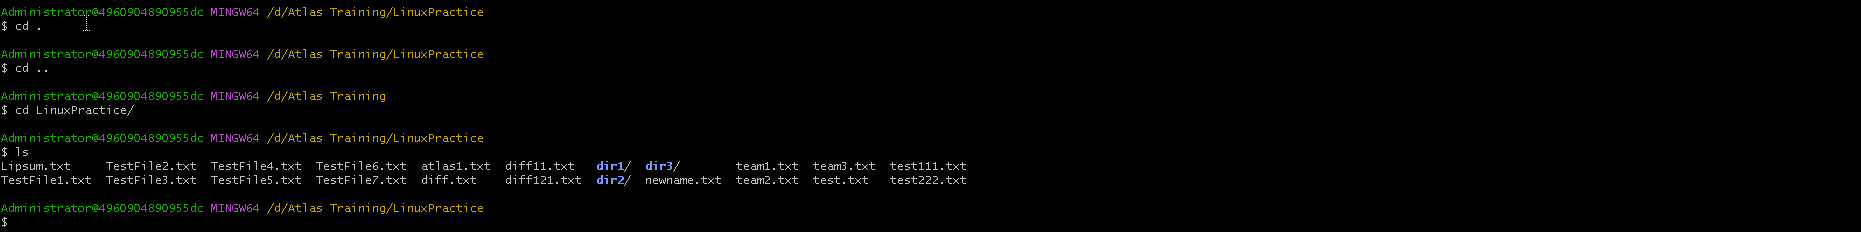 Administrator@4960904890955dc MINGW64 /d/Atlas Training/LinuxPractice
$ cd .
Administrator@4960904890955dc MINGW64 /d/Atlas Training/LinuxPractice
$ cd ..
Administrator@4960904890955dc MINGW64 /d/Atlas Training
$ cd LinuxPractice/
Administrator@4960904890955dc MINGW64 /d/Atlas Training/LinuxPractice
$ ls
Lipsum.txt TestFile2.txt TestFile4.txt TestFile6.txt atlas1.txt diff11.txt dir1/ dir3/ team1.txt team3.txt test111.txt
TestFile1.txt TestFile3.txt TestFile5.txt TestFile7.txt diff.txt diff121.txt dir2/ newname.txt team2.txt test.txt test222.txt
Administrator@4960904890955dc MINGW64 /d/Atlas Training/LinuxPractice
$